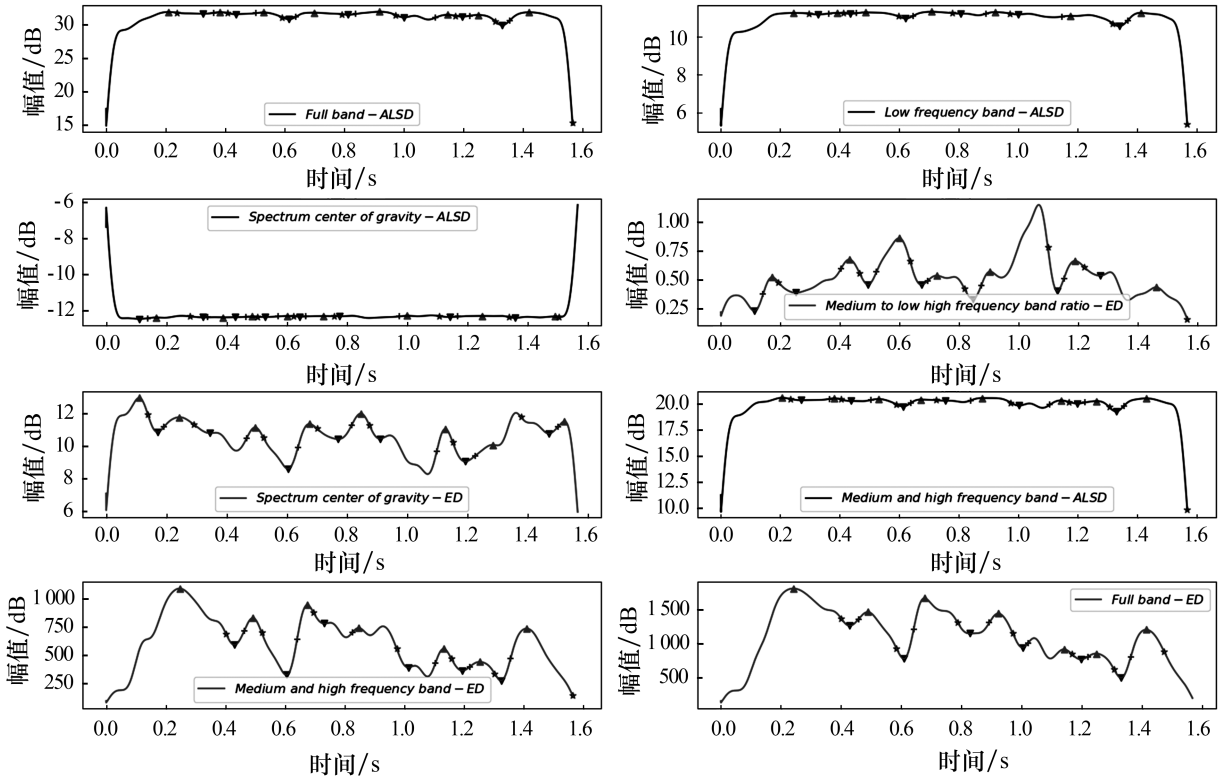 30
25
20
15
幅值/dB
Full band-ALSD
0.0 0.2 0.4 0.6 0.8 1.0 1.2 1.4 1.6
时间/s
10
8
6
幅值/dB
Low frequency band-ALSD
0.0 0.2 0.4 0.6 0.8 1.0 1.2 1.4 1.6
时间/s
-6
-8
-10
-12
幅值/dB
Spectrum center of gravity-ALSD
0.0 0.2 0.4 0.6 0.8 1.0 1.2 1.4 1.6
时间/s
1.00
0.75
0.50
0.25
幅值/dB
Medium to low high frequency band ratio-ED
0.0 0.2 0.4 0.6 0.8 1.0 1.2 1.4 1.6
时间/s
12
10
8
6
幅值/dB
Spectrum center of gravity-ED
0.0 0.2 0.4 0.6 0.8 1.0 1.2 1.4 1.6
时间/s
20.0
17.5
15.0
12.5
10.0
幅值/dB
Medium and high frequency band-ALSD
0.0 0.2 0.4 0.6 0.8 1.0 1.2 1.4 1.6
时间/s
1 000
750
500
250
幅值/dB
Medium and high frequency band-ED
0.0 0.2 0.4 0.6 0.8 1.0 1.2 1.4 1.6
时间/s
1 500
1 000
500
幅值/dB
Full band-ED
0.0 0.2 0.4 0.6 0.8 1.0 1.2 1.4 1.6
时间/s